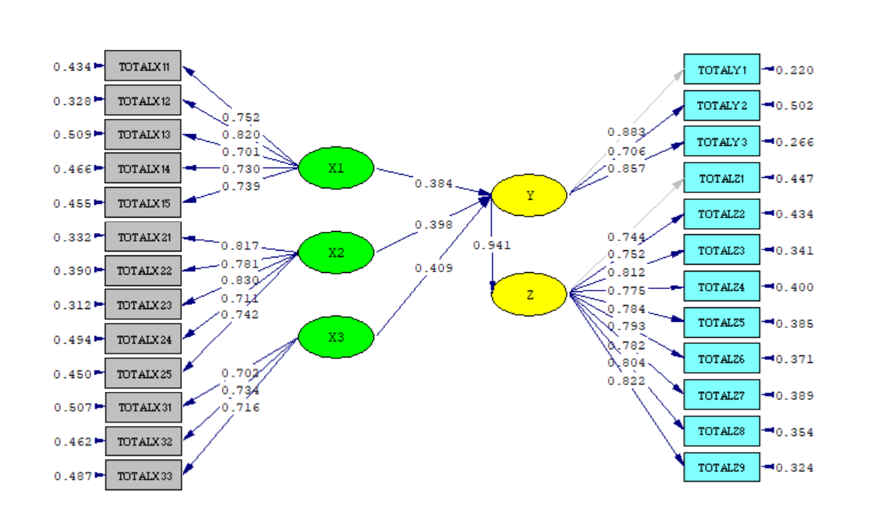 0.434 TOTALX11
0.328 TOTALX12
0.509 TOTALX13
0.466 TOTALX14
0.455 TOTALX15
0.332 TOTALX21
0.390 TOTALX22
0.312 TOTALX23
0.494 TOTALX24
0.450 TOTALX25
0.507 TOTALX31
0.462 TOTALX32
0.487 TOTALX33
0.752
0.820
0.701
0.730
0.739
0.817
0.781
0.830
0.711
0.742
0.702
0.734
0.716
X1
X2
X3
0.384
0.398
0.409
Y
0.941
Z
0.883
0.706
0.857
0.744
0.752
0.812
0.775
0.784
0.793
0.782
0.804
0.822
TOTALY1 0.220
TOTALY2 0.502
TOTALY3 0.266
TOTALZ1 0.447
TOTALZ2 0.434
TOTALZ3 0.341
TOTALZ4 0.400
TOTALZ5 0.385
TOTALZ6 0.371
TOTALZ7 0.389
TOTALZ8 0.354
TOTALZ9 0.324